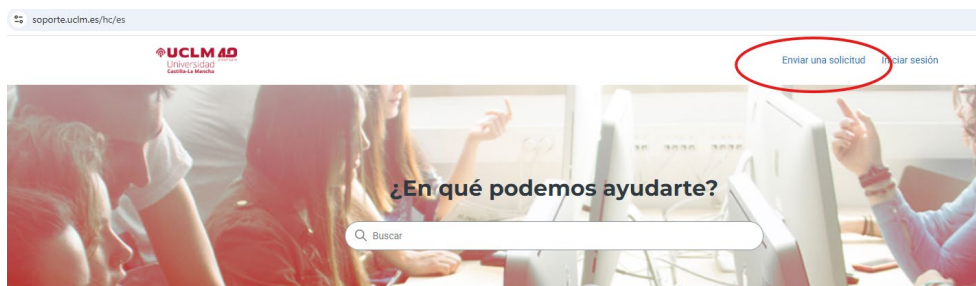 soporte.uclm.es/hc/es
UCLM 40
Universidad
Castilla-La Mancha
Enviar una solicitud
Iniciar sesión
¿En qué podemos ayudarte?
Buscar